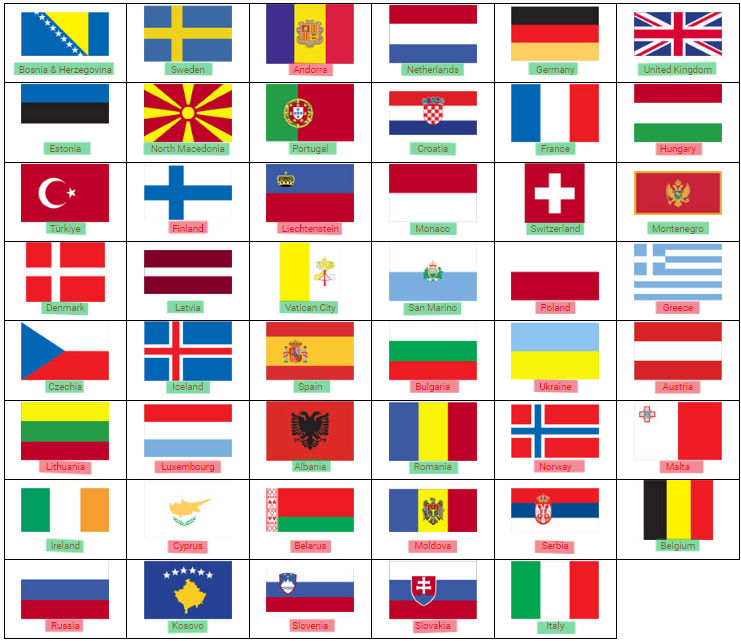 Bosnia & Herzegovina
Sweden
Andorra
Netherlands
Germany
United Kingdom
Estonia
North Macedonia
Portugal
Croatia
France
Hungary
Türkiye
Finland
Liechtenstein
Monaco
Switzerland
Montenegro
Denmark
Latvia
Vatican City
San Marino
Poland
Greece
Czechia
Iceland
Spain
Bulgaria
Ukraine
Austria
Lithuania
Luxembourg
Albania
Romania
Norway
Malta
Ireland
Cyprus
Belarus
Moldova
Serbia
Belgium
Russia
Kosovo
Slovenia
Slovakia
Italy